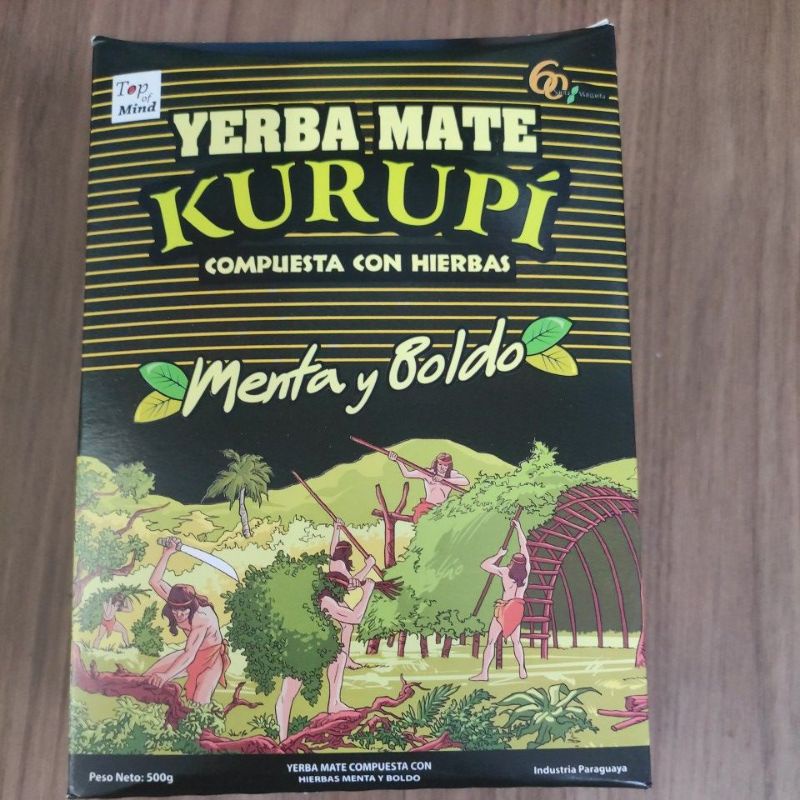 Top
of
Mind
60
YERBA MATE
KURUPÍ
COMPUESTA CON HIERBAS
Menta y Boldo
Peso Neto: 500g
YERBA MATE COMPUESTA CON
HIERBAS MENTA Y BOLDO
Industria Paraguaya